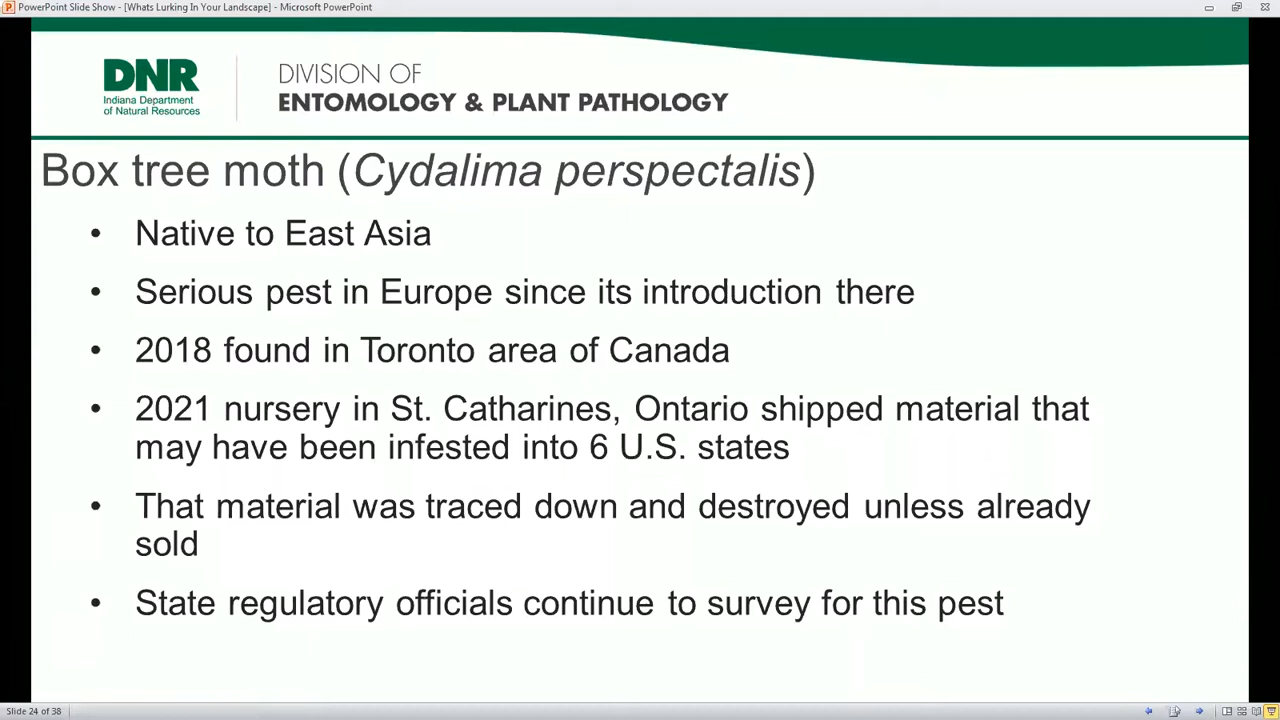 PowerPoint Slide Show - [Whats Lurking In Your Landscape] - Microsoft PowerPoint
DNR
Indiana Department
of Natural Resources
DIVISION OF
ENTOMOLOGY & PLANT PATHOLOGY
Box tree moth (Cydalima perspectalis)
• Native to East Asia
• Serious pest in Europe since its introduction there
• 2018 found in Toronto area of Canada
• 2021 nursery in St. Catharines, Ontario shipped material that
may have been infested into 6 U.S. states
• That material was traced down and destroyed unless already
sold
• State regulatory officials continue to survey for this pest
Slide 24 of 38